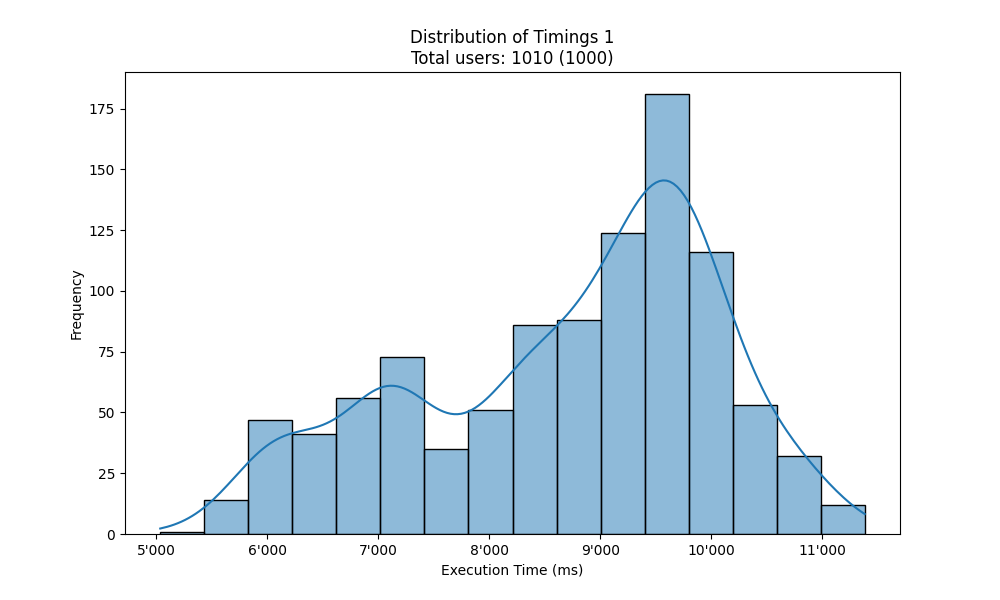 Distribution of Timings 1
Total users: 1010 (1000)
Frequency
175
150
125
100
75
50
25
0
5'000 6'000 7'000 8'000 9'000 10'000 11'000
Execution Time (ms)